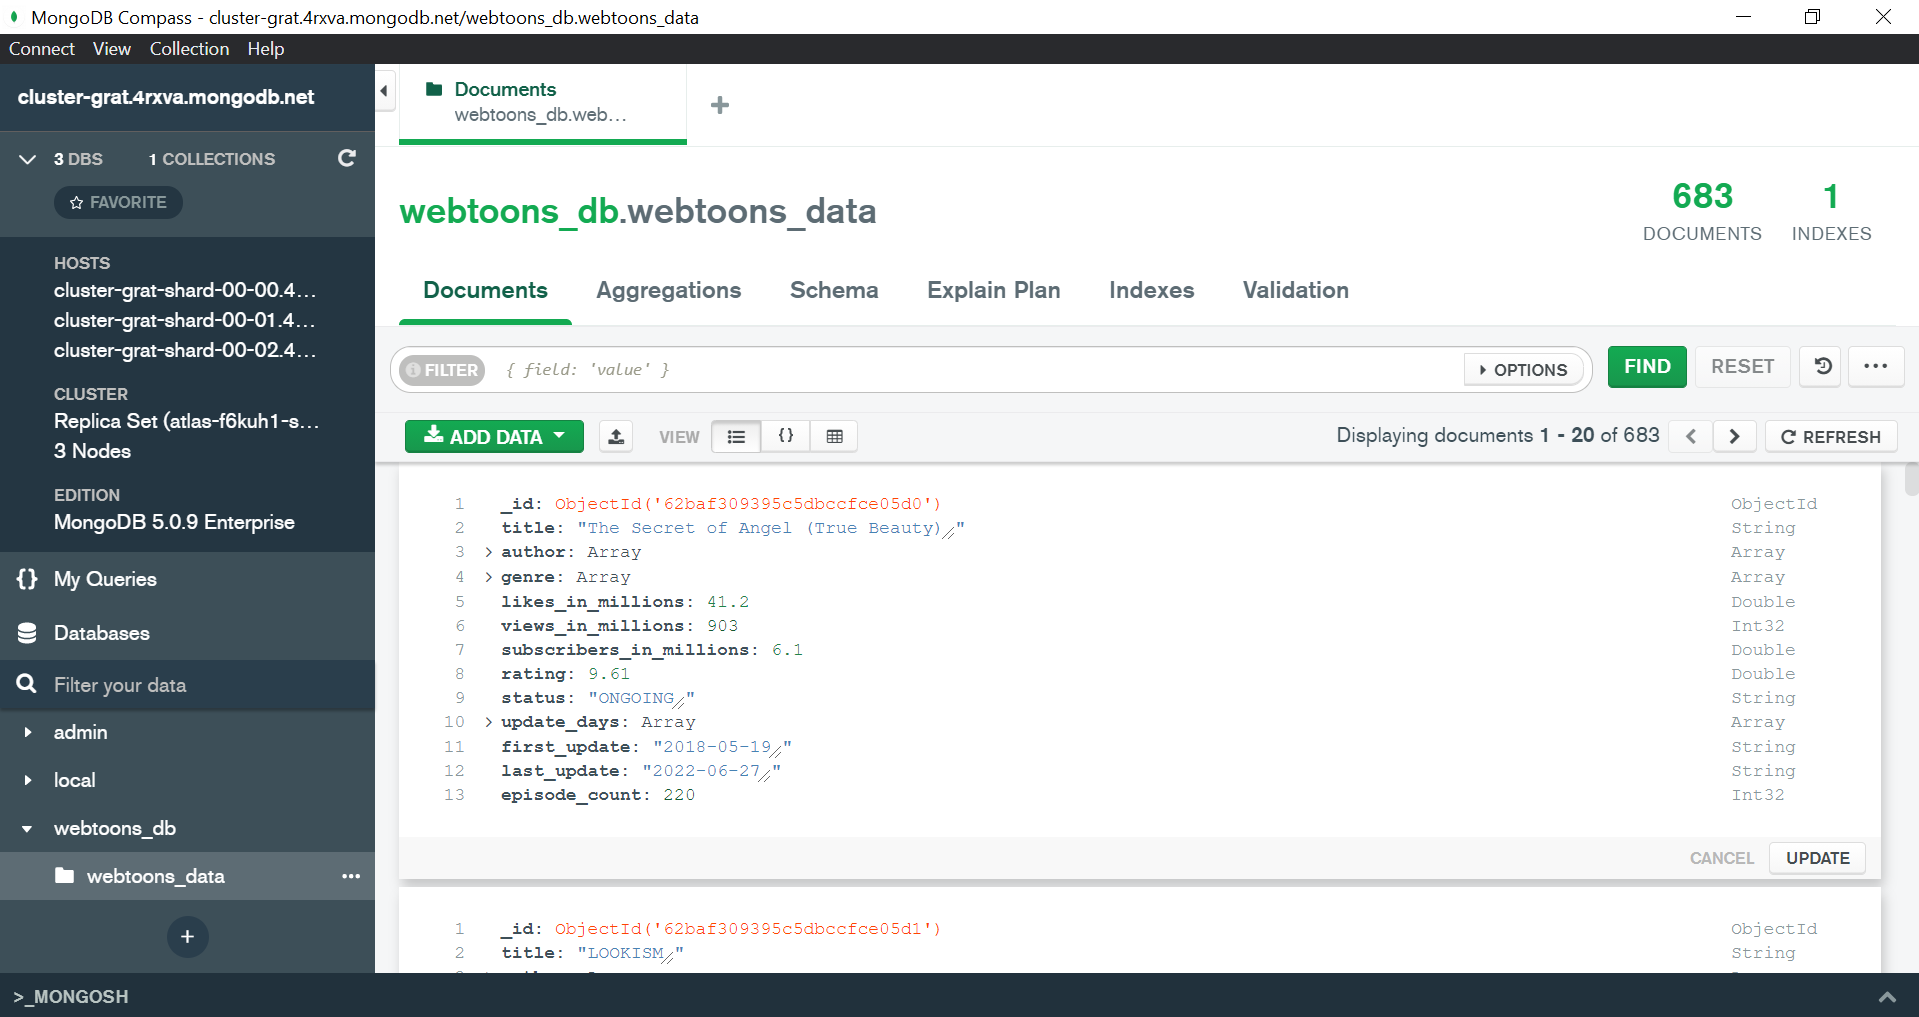 MongoDB Compass - cluster-grat.4rxva.mongodb.net/webtoons_db.webtoons_data
Connect View Collection Help
cluster-grat.4rxva.mongodb.net
3 DBS 1 COLLECTIONS
FAVORITE
HOSTS
cluster-grat-shard-00-00.4...
cluster-grat-shard-00-01.4...
cluster-grat-shard-00-02.4...
CLUSTER
Replica Set (atlas-f6kuh1-s...
3 Nodes
EDITION
MongoDB 5.0.9 Enterprise
{} My Queries
Databases
Filter your data
admin
local
webtoons_db
webtoons_data ...
+
Documents
webtoons_db.web...
+
webtoons_db.webtoons_data
683 DOCUMENTS
1 INDEXES
Documents Aggregations Schema Explain Plan Indexes Validation
FILTER { field: 'value' } OPTIONS FIND RESET ...
ADD DATA VIEW {} Displaying documents 1 - 20 of 683 < > REFRESH
1 _id: ObjectId('62baf309395c5dbccfce05d0') ObjectId
2 title: "The Secret of Angel (True Beauty)" String
3 > author: Array Array
4 > genre: Array Array
5 likes_in_millions: 41.2 Double
6 views_in_millions: 903 Int32
7 subscribers_in_millions: 6.1 Double
8 rating: 9.61 Double
9 status: "ONGOING" String
10 > update_days: Array Array
11 first_update: "2018-05-19" String
12 last_update: "2022-06-27" String
13 episode_count: 220 Int32
CANCEL UPDATE
1 _id: ObjectId('62baf309395c5dbccfce05d1') ObjectId
2 title: "LOOKISM" String
>_MONGOSH